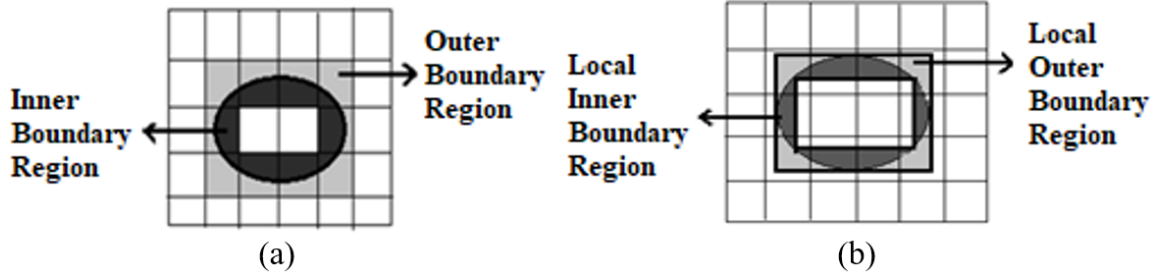 Inner
Boundary
Region
Outer
Boundary
Region
(a)
Local
Inner
Boundary
Region
Local
Outer
Boundary
Region
(b)